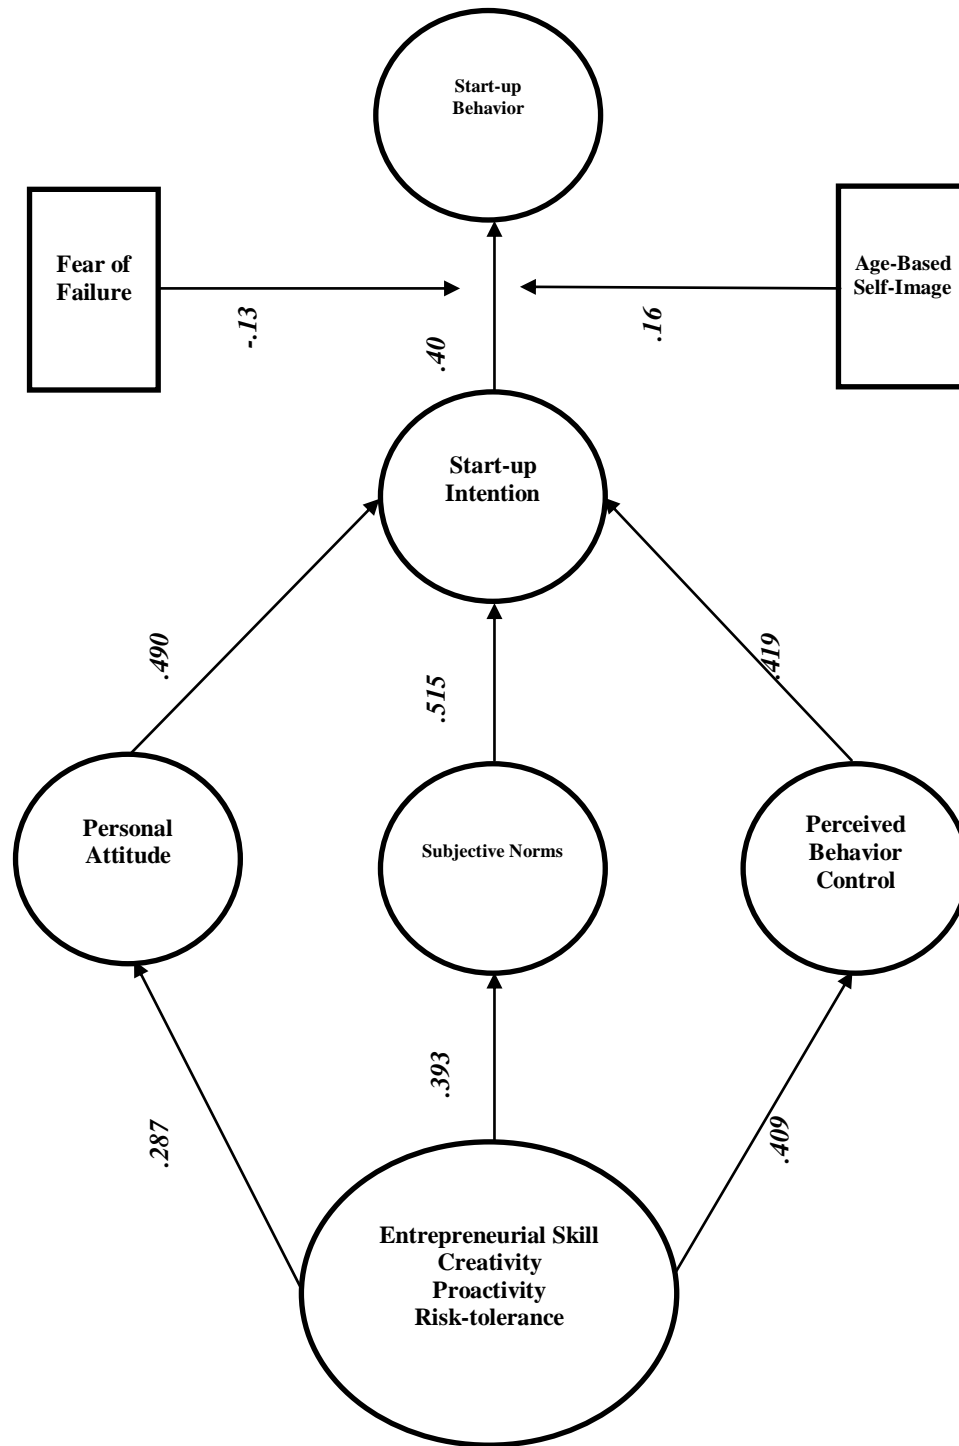 Start-up
Behavior
Fear of
Failure
Age-Based
Self-Image
-.13
.40
.16
Start-up
Intention
.490
.515
.419
Personal
Attitude
Subjective Norms
Perceived
Behavior
Control
.287
.393
.409
Entrepreneurial Skill
Creativity
Proactivity
Risk-tolerance